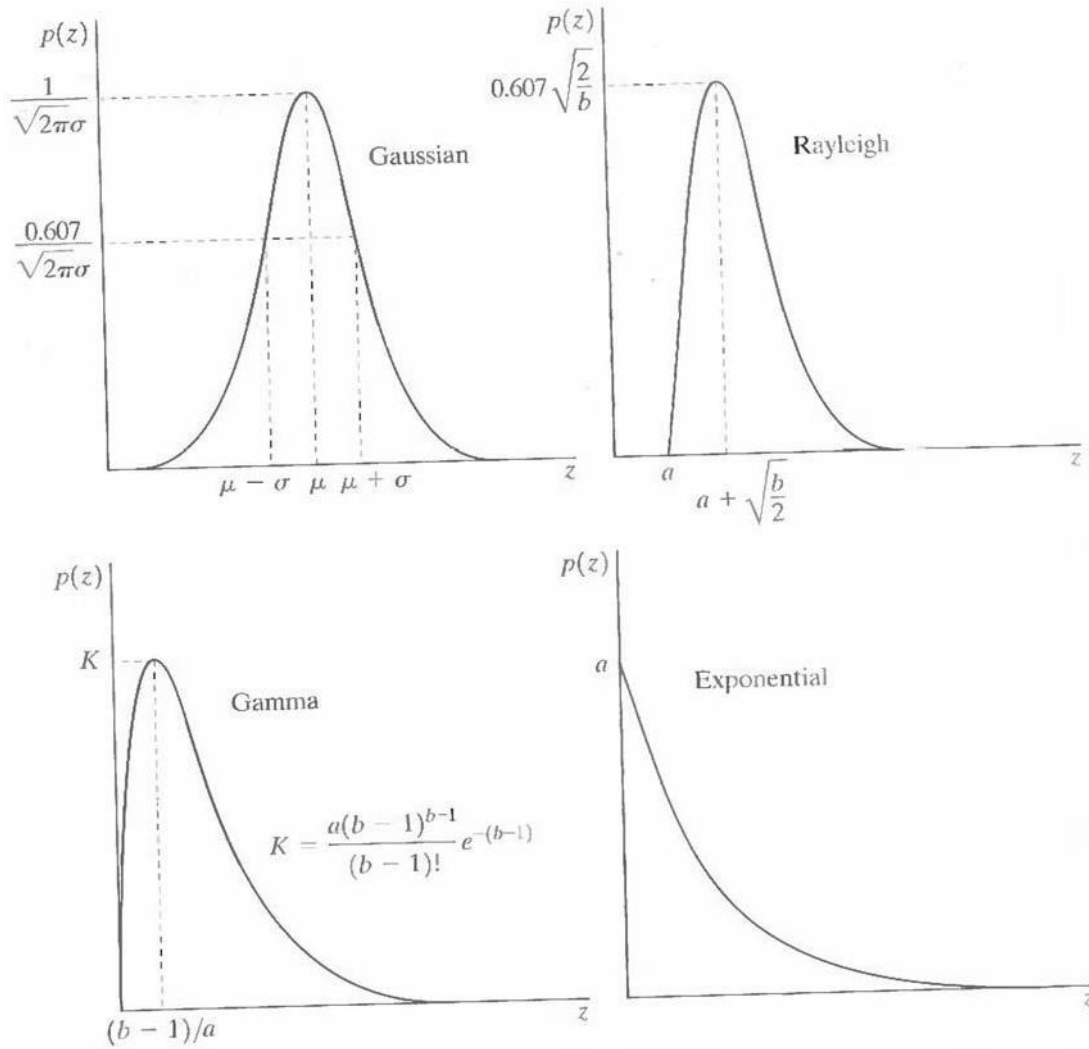 p(z)
1
√2πσ
Gaussian
0.607
√2πσ
μ − σ μ μ + σ z
p(z)
0.607 √2/b
Rayleigh
a
z
a + √b/2
p(z)
K
Gamma
K = a(b − 1)^{b−1} / (b − 1)! e^{−(b−1)}
(b − 1)/a
z
p(z)
a
Exponential
z